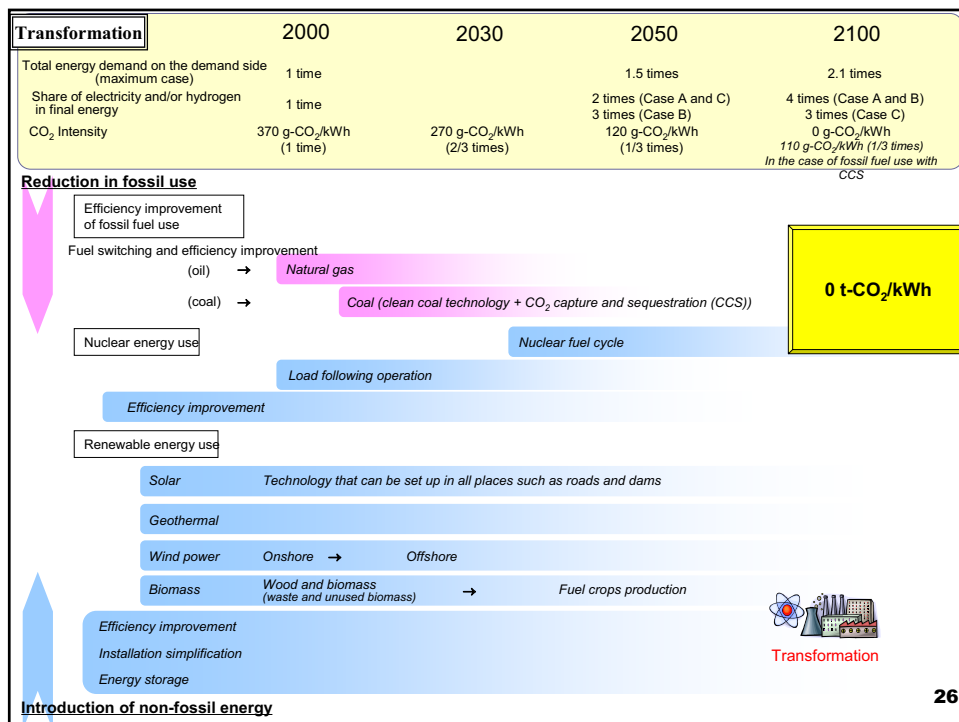 Transformation 2000 2030 2050 2100
Total energy demand on the demand side
(maximum case) 1 time 1.5 times 2.1 times
Share of electricity and/or hydrogen
in final energy 1 time 2 times (Case A and C) 4 times (Case A and B)
3 times (Case B) 3 times (Case C)
CO₂ Intensity 370 g-CO₂/kWh 270 g-CO₂/kWh 120 g-CO₂/kWh 0 g-CO₂/kWh
(1 time) (2/3 times) (1/3 times) 110 g-CO₂/kWh (1/3 times)
In the case of fossil fuel use with
CCS
Reduction in fossil use
Efficiency improvement
of fossil fuel use
Fuel switching and efficiency improvement
(oil) → Natural gas
(coal) → Coal (clean coal technology + CO₂ capture and sequestration (CCS))
0 t-CO₂/kWh
Nuclear energy use
Nuclear fuel cycle
Load following operation
Efficiency improvement
Renewable energy use
Solar Technology that can be set up in all places such as roads and dams
Geothermal
Wind power Onshore → Offshore
Biomass Wood and biomass → Fuel crops production
(waste and unused biomass)
Efficiency improvement
Installation simplification
Energy storage
Transformation
Introduction of non-fossil energy
26